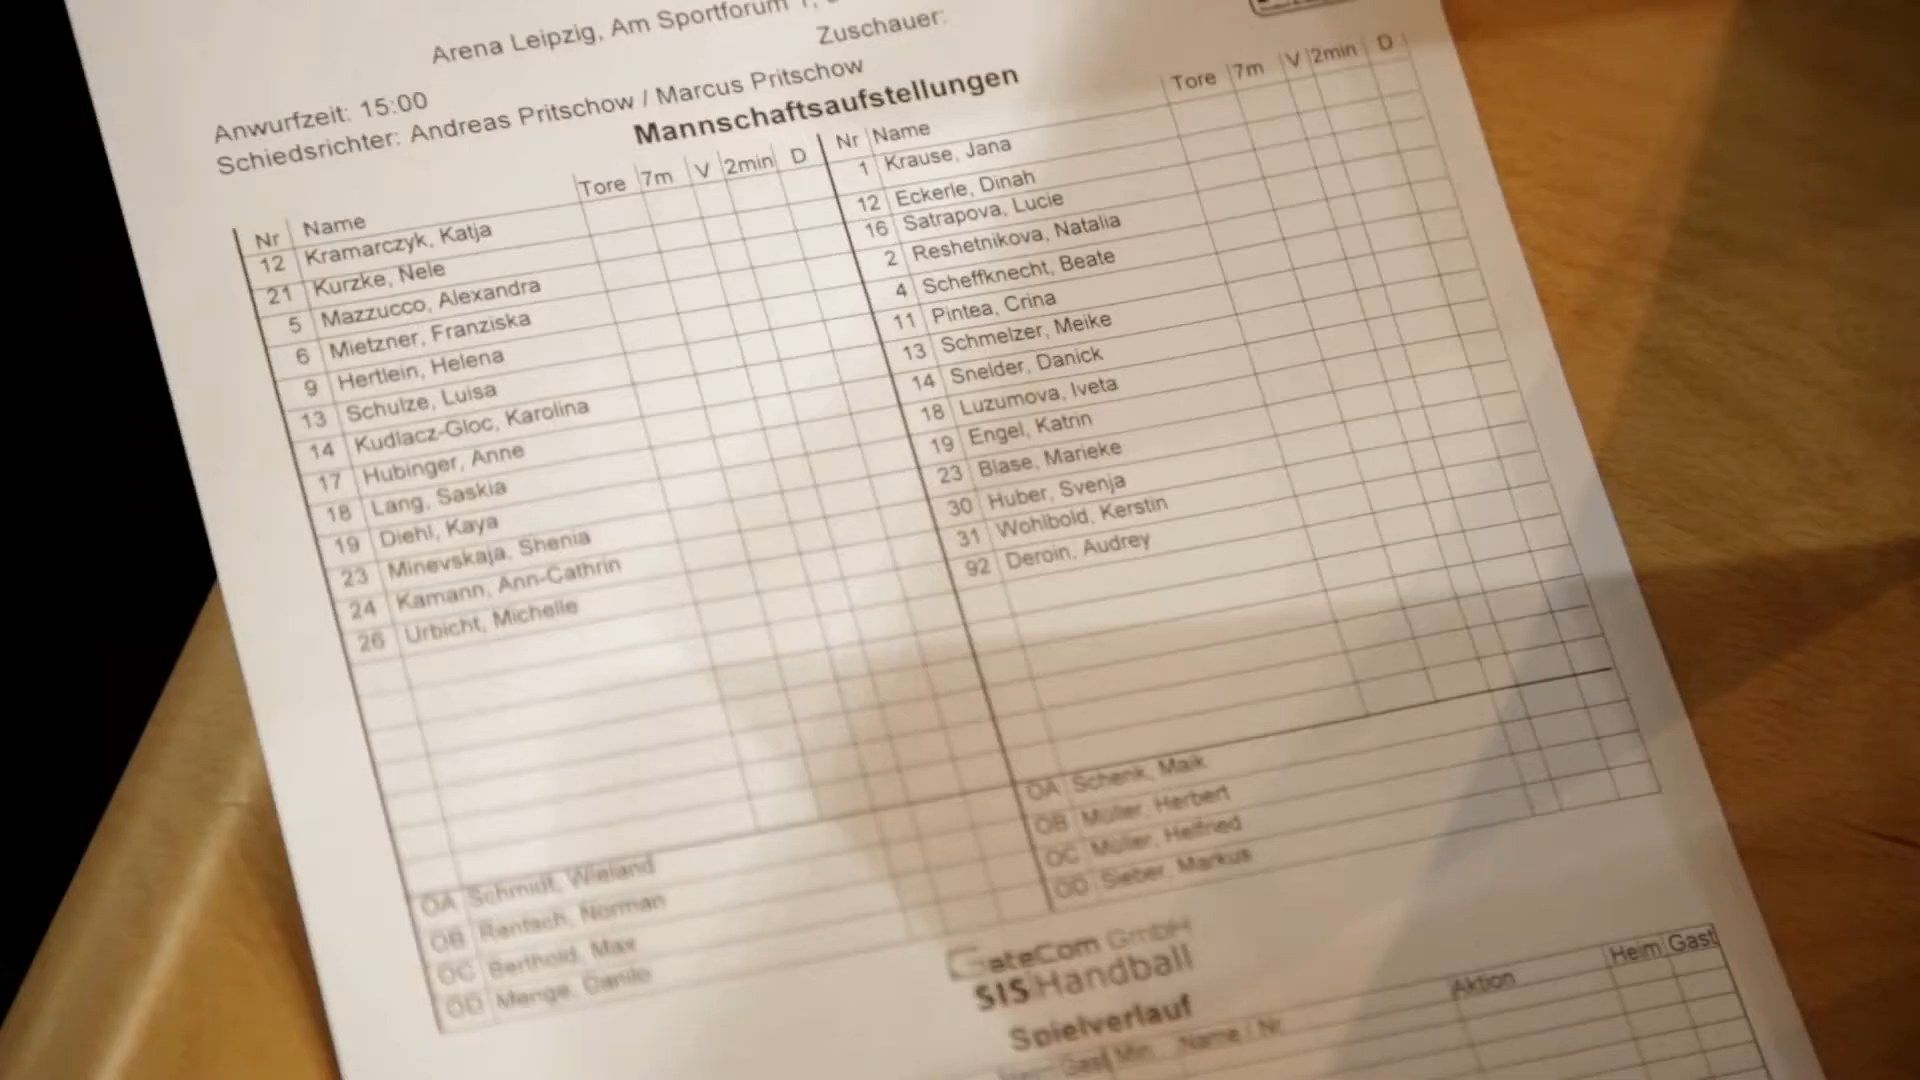 Arena Leipzig, Am Sportforum 1,
Zuschauer:
Anwurfzeit: 15:00
Schiedsrichter: Andreas Pritschow / Marcus Pritschow
Mannschaftsaufstellungen
Nr Name Tore 7m V 2min D
12 Kramarczyk, Katja
21 Kurzke, Nele
5 Mazzucco, Alexandra
6 Mietzner, Franziska
9 Hertlein, Helena
13 Schulze, Luisa
14 Kudlacz-Gloc, Karolina
17 Hubinger, Anne
18 Lang, Saskia
19 Diehl, Kaya
23 Minevskaja, Shenia
24 Kamann, Ann-Cathrin
26 Urbicht, Michelle
OA Schmidt, Wieland
OB Rentsch, Norman
OC Berthold, Max
OD Menge, Danilo
Nr Name Tore 7m V 2min D
1 Krause, Jana
12 Eckerle, Dinah
16 Satrapova, Lucie
2 Reshetnikova, Natalia
4 Scheffknecht, Beate
11 Pintea, Crina
13 Schmelzer, Meike
14 Snelder, Danick
18 Luzumova, Iveta
19 Engel, Katrin
23 Blase, Marieke
30 Huber, Svenja
31 Wohlbold, Kerstin
92 Deroin, Audrey
OA Schenk, Maik
OB Müller, Herbert
OC Müller, Helfried
OD Sieber, Markus
GateCom GmbH
SIS Handball
Spielverlauf
Gast Min. Name / Nr. Aktion Heim Gast